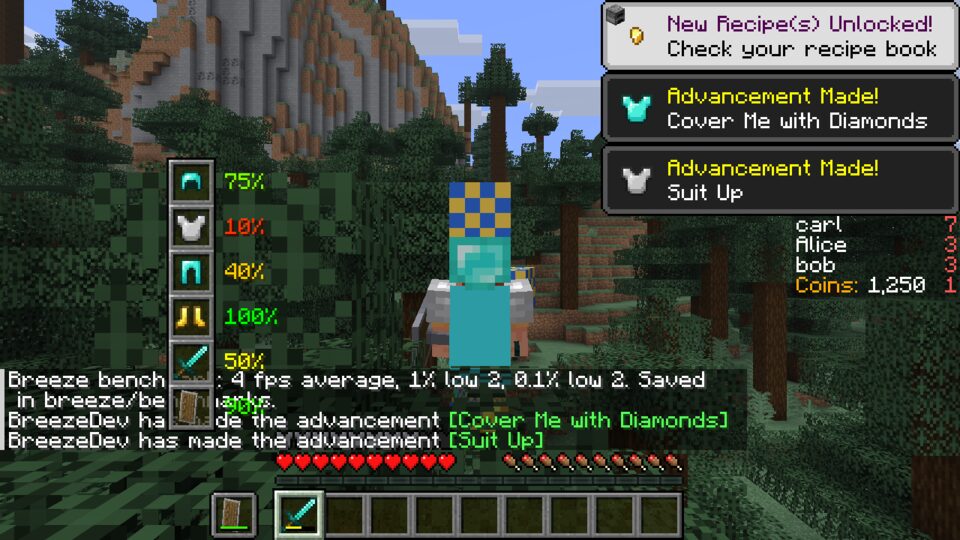 New Recipe(s) Unlocked!
Check your recipe book
Advancement Made!
Cover Me with Diamonds
Advancement Made!
Suit Up
carl 7
Alice 3
bob 3
Coins: 1,250 1
75%
10%
40%
100%
50%
90%
Breeze bench : 4 fps average, 1% low 2, 0.1% low 2. Saved
in breeze/be arks.
BreezeDev ha de the advancement [Cover Me with Diamonds]
BreezeDev has made the advancement [Suit Up]